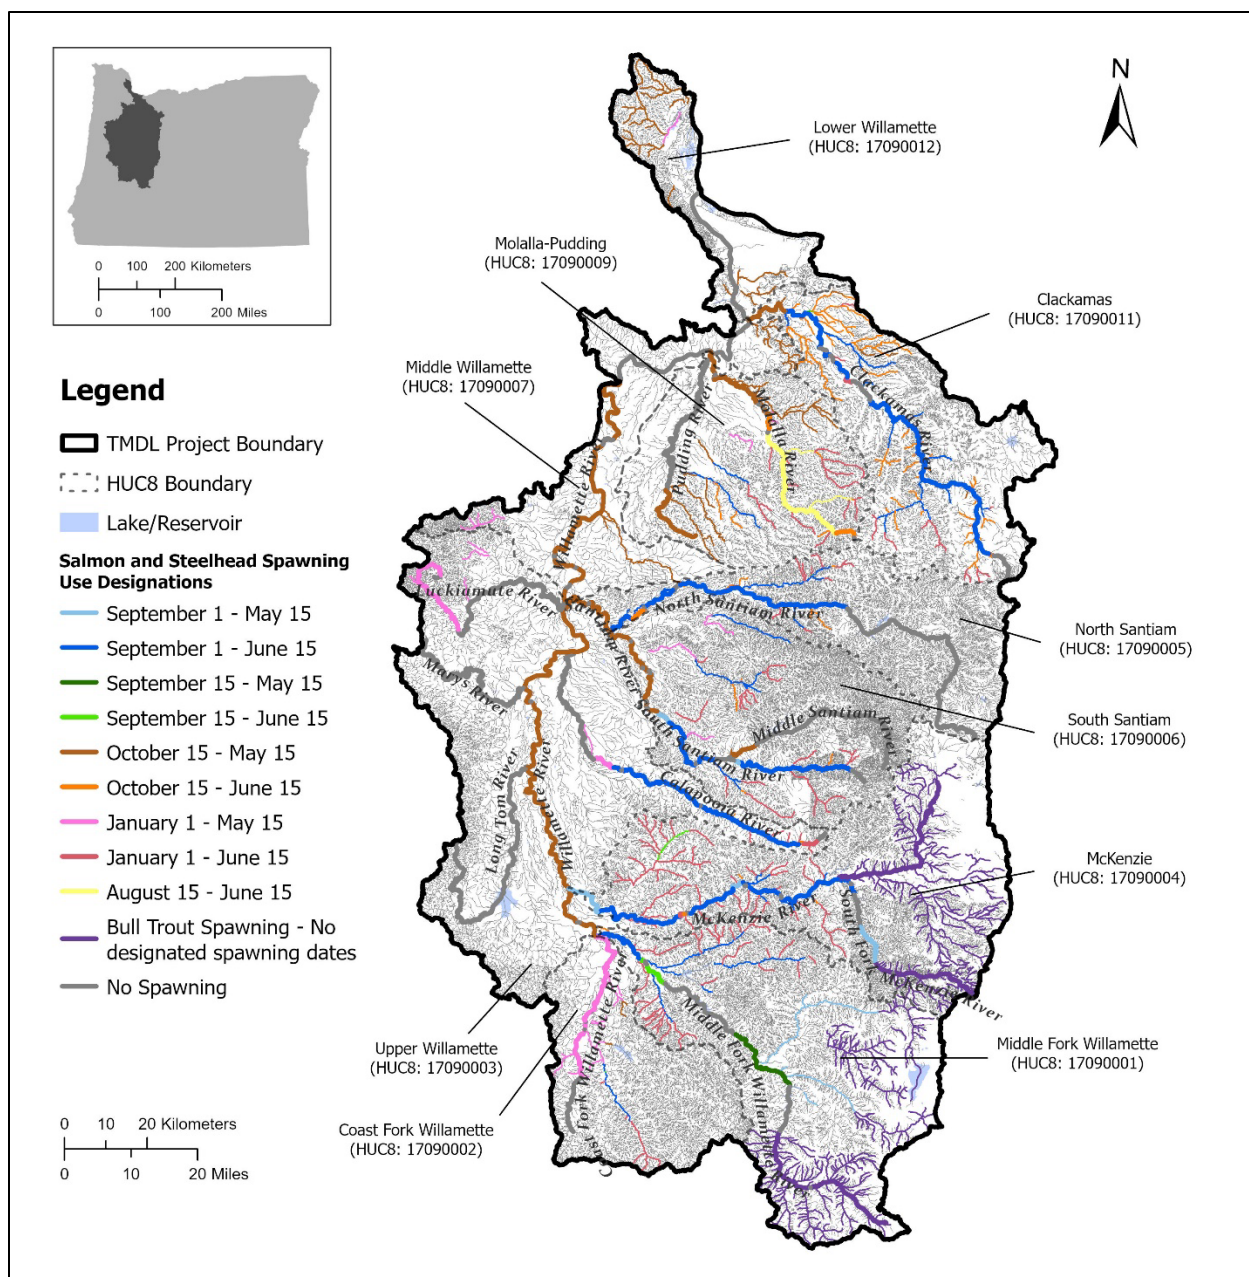 0 100 200 Kilometers
0 100 200 Miles
N
Lower Willamette
(HUC8: 17090012)
Molalla-Pudding
(HUC8: 17090009)
Clackamas
(HUC8: 17090011)
Middle Willamette
(HUC8: 17090007)
Legend
TMDL Project Boundary
HUC8 Boundary
Lake/Reservoir
Salmon and Steelhead Spawning
Use Designations
September 1 - May 15
September 1 - June 15
September 15 - May 15
September 15 - June 15
October 15 - May 15
October 15 - June 15
January 1 - May 15
January 1 - June 15
August 15 - June 15
Bull Trout Spawning - No
designated spawning dates
No Spawning
Clackamas River
Molalla River
Pudding River
Willamette River
Luckiamute River
North Santiam River
Santiam River
North Santiam
(HUC8: 17090005)
South Santiam
(HUC8: 17090006)
Marys River
South Santiam River
Middle Santiam River
Calapooia River
Long Tom River
Willamette River
McKenzie
(HUC8: 17090004)
McKenzie River
South Fork McKenzie River
Middle Fork Willamette
(HUC8: 17090001)
Upper Willamette
(HUC8: 17090003)
Coast Fork Willamette
(HUC8: 17090002)
Coast Fork Willamette River
Middle Fork Willamette River
0 10 20 Kilometers
0 10 20 Miles